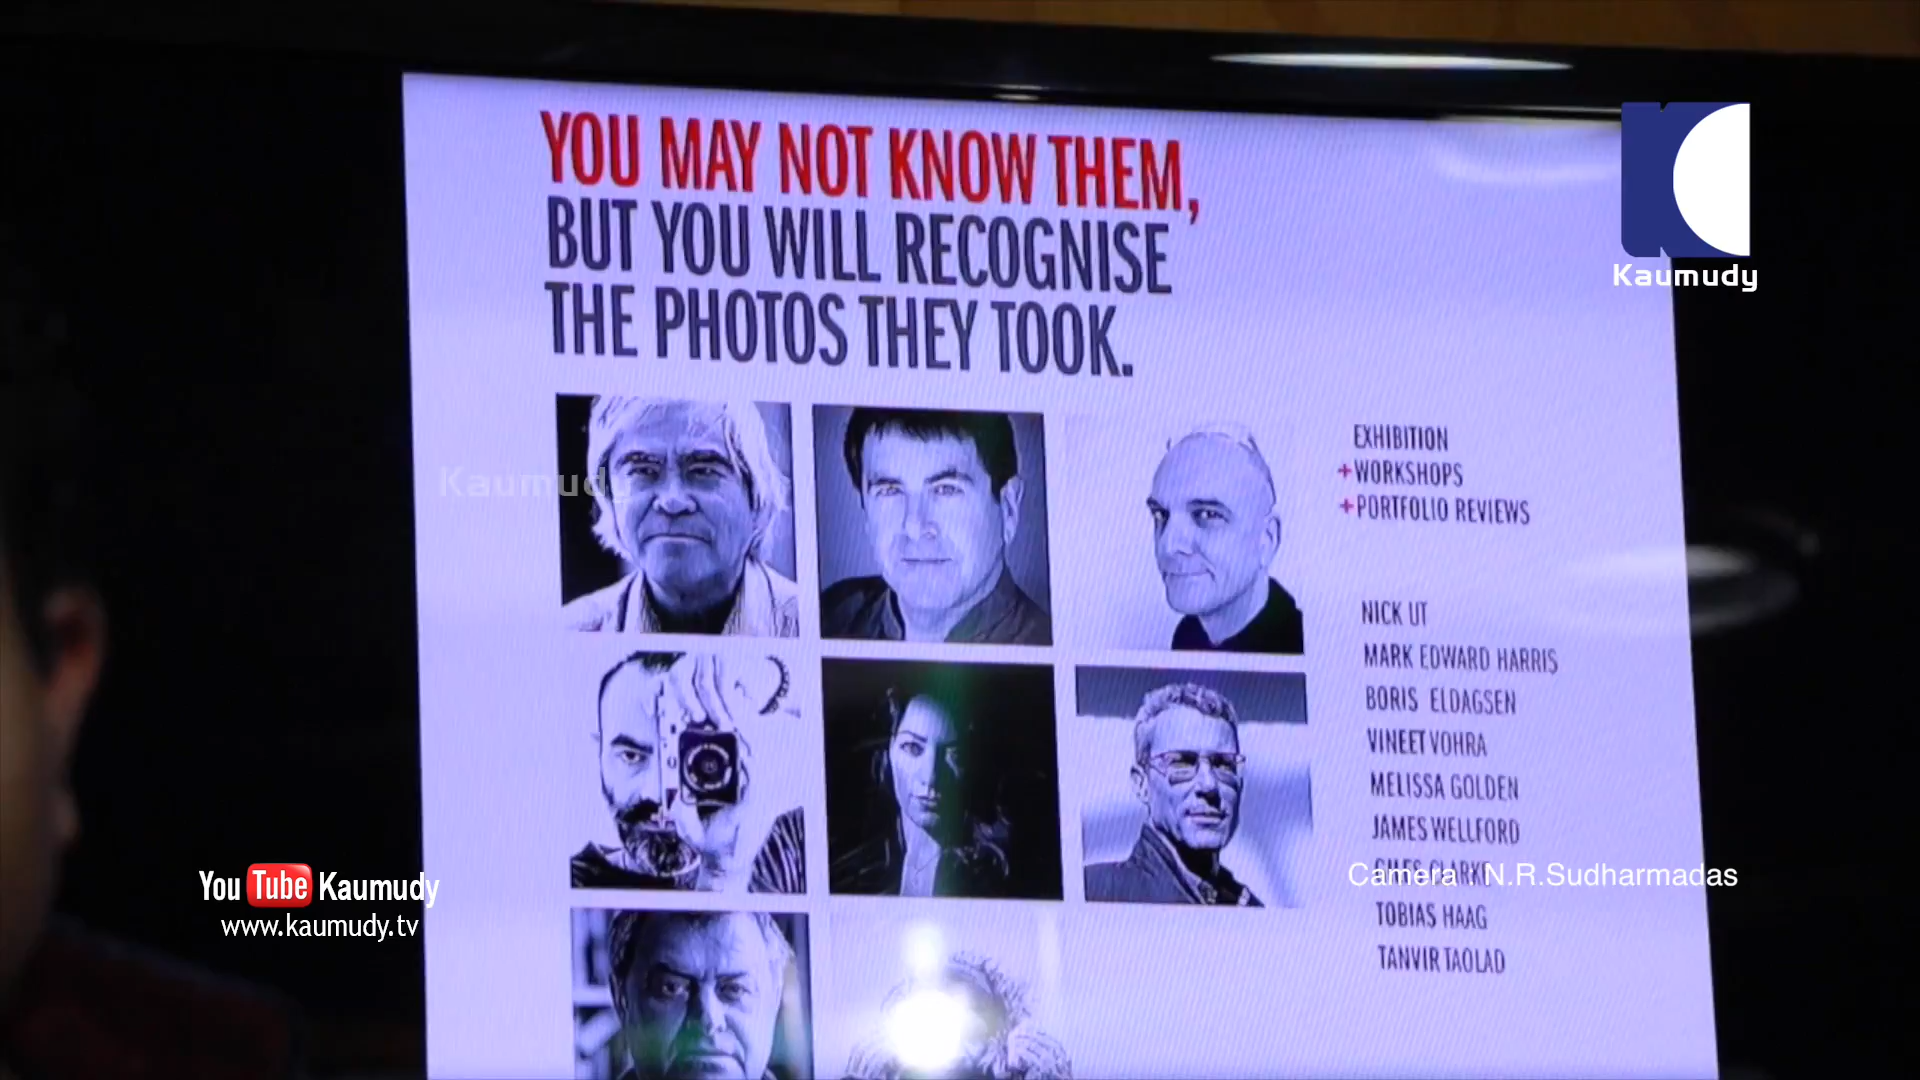 YOU MAY NOT KNOW THEM,
BUT YOU WILL RECOGNISE
THE PHOTOS THEY TOOK.
Kaumudy
Kaumudy
EXHIBITION
+WORKSHOPS
+PORTFOLIO REVIEWS
NICK UT
MARK EDWARD HARRIS
BORIS ELDAGSEN
VINEET VOHRA
MELISSA GOLDEN
JAMES WELLFORD
GILES CLARKE
Camera : N.R.Sudharmadas
TOBIAS HAAG
TANVIR TAOLAD
You Tube Kaumudy
www.kaumudy.tv